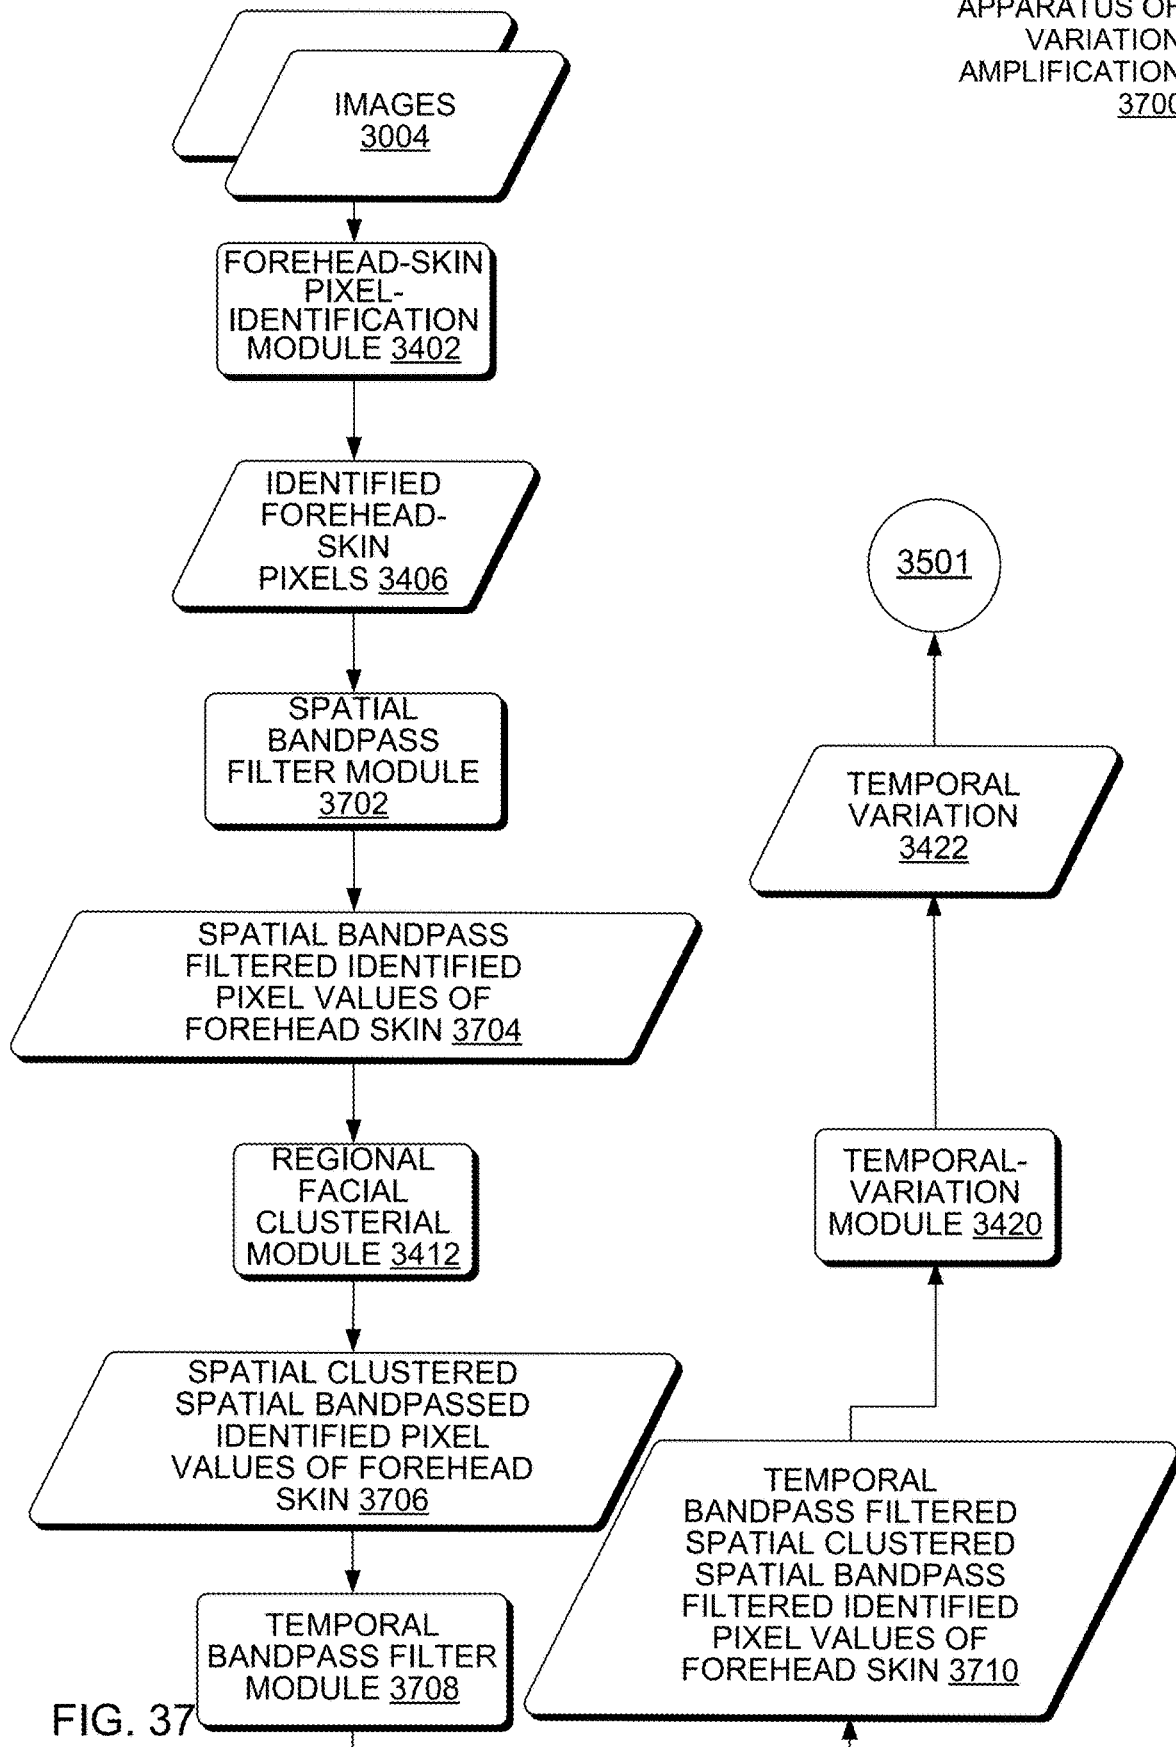 APPARATUS OF
VARIATION
AMPLIFICATION
3700
IMAGES
3004
FOREHEAD-SKIN
PIXEL-
IDENTIFICATION
MODULE 3402
IDENTIFIED
FOREHEAD-
SKIN
PIXELS 3406
SPATIAL
BANDPASS
FILTER MODULE
3702
SPATIAL BANDPASS
FILTERED IDENTIFIED
PIXEL VALUES OF
FOREHEAD SKIN 3704
REGIONAL
FACIAL
CLUSTERIAL
MODULE 3412
SPATIAL CLUSTERED
SPATIAL BANDPASSED
IDENTIFIED PIXEL
VALUES OF FOREHEAD
SKIN 3706
TEMPORAL
BANDPASS FILTER
MODULE 3708
TEMPORAL
BANDPASS FILTERED
SPATIAL CLUSTERED
SPATIAL BANDPASS
FILTERED IDENTIFIED
PIXEL VALUES OF
FOREHEAD SKIN 3710
TEMPORAL-
VARIATION
MODULE 3420
TEMPORAL
VARIATION
3422
3501
FIG. 37